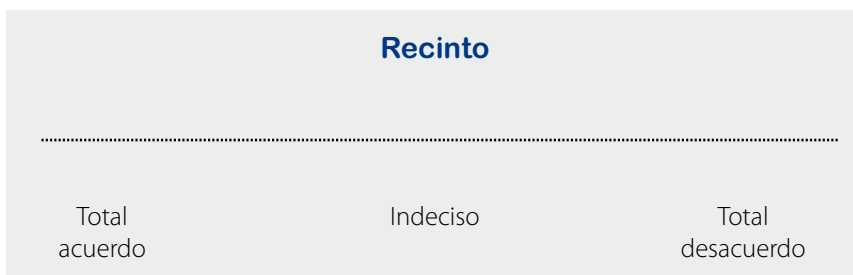 Recinto
Total
acuerdo
Indeciso
Total
desacuerdo